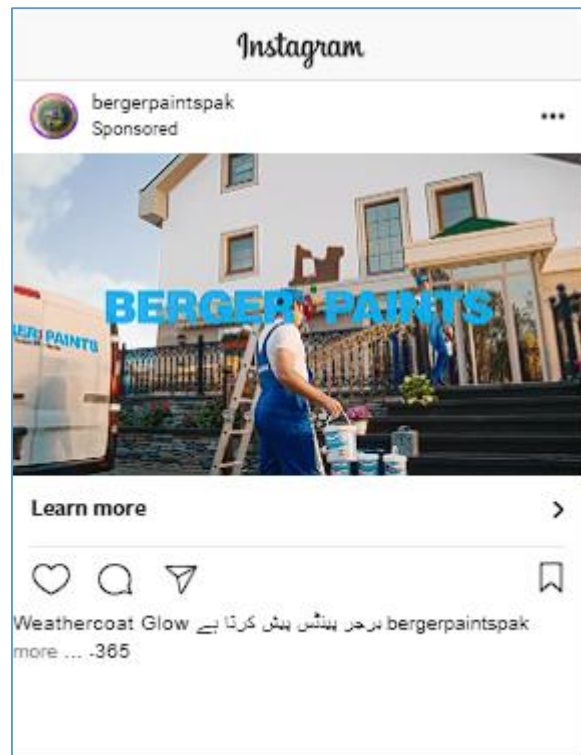 Instagram
bergerpaintspak
Sponsored
BERGER PAINTS
PAINTS
Learn more
bergerpaintspak برجر پینٹس پیش کرتا ہے Weathercoat Glow
365- ... more